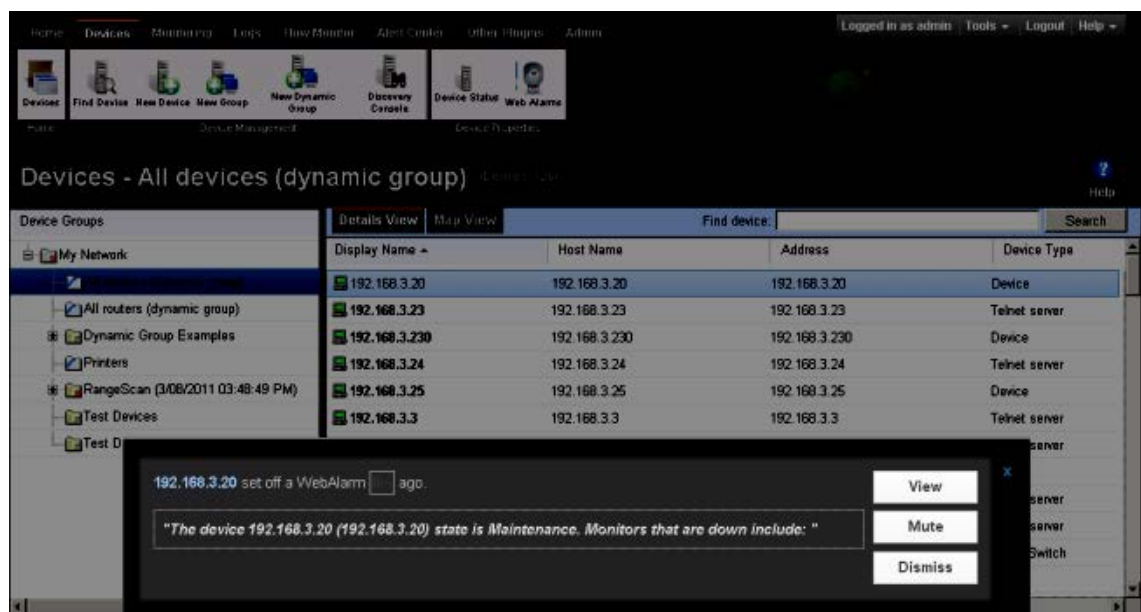 Home Devices Monitoring Logs Flow Monitor Alert Center Other Plugins Admin
Logged in as admin Tools Logout Help
Devices Find Device New Device New Group New Dynamic Group Discovery Console Device Status Web Alarms
Home Device Management Device Properties
Devices - All devices (dynamic group)
Help
Device Groups
Details View Map View Find device: Search
My Network
Display Name Host Name Address Device Type
192.168.3.20 192.168.3.20 192.168.3.20 Device
All routers (dynamic group) 192.168.3.23 192.168.3.23 192.168.3.23 Telnet server
Dynamic Group Examples 192.168.3.230 192.168.3.230 192.168.3.230 Device
Printers 192.168.3.24 192.168.3.24 192.168.3.24 Telnet server
RangeScan (3/08/2011 03:48:49 PM) 192.168.3.25 192.168.3.25 192.168.3.25 Device
Test Devices 192.168.3.3 192.168.3.3 192.168.3.3 Telnet server
Test D server
192.168.3.20 set off a WebAlarm ago. x
View
server
"The device 192.168.3.20 (192.168.3.20) state is Maintenance. Monitors that are down include: "
Mute server
Switch
Dismiss